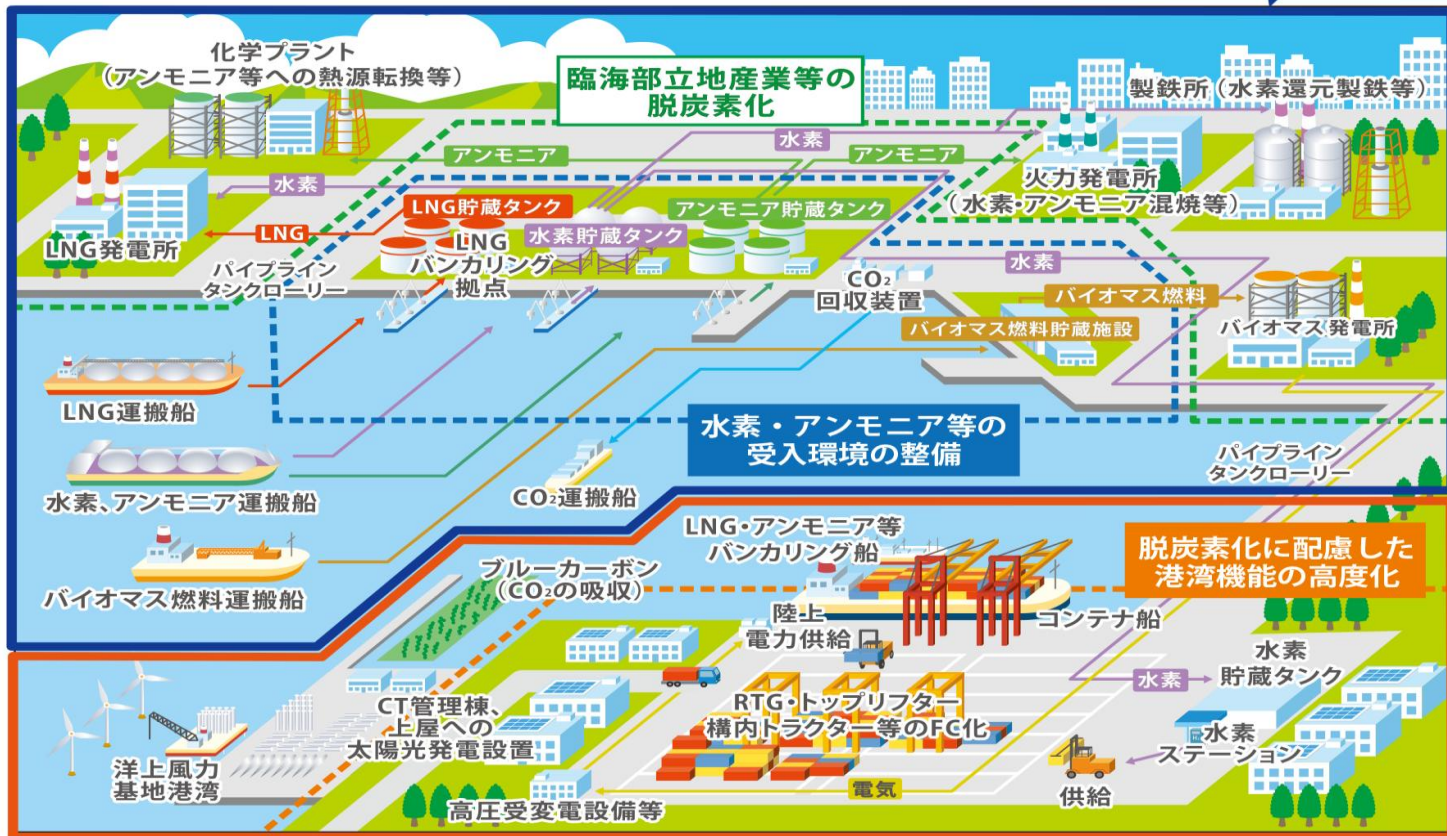 化学プラント
(アンモニア等への熱源転換等)
臨海部立地産業等の
脱炭素化
製鉄所(水素還元製鉄等)
水素
アンモニア
アンモニア
水素
火力発電所
(水素・アンモニア混焼等)
LNG貯蔵タンク
アンモニア貯蔵タンク
水素貯蔵タンク
LNG
LNG発電所
LNG
バンカリング
拠点
パイプライン
タンクローリー
CO₂
回収装置
水素
バイオマス燃料
バイオマス燃料貯蔵施設
バイオマス発電所
LNG運搬船
水素・アンモニア等の
受入環境の整備
水素、アンモニア運搬船
CO₂運搬船
パイプライン
タンクローリー
バイオマス燃料運搬船
LNG・アンモニア等
バンカリング船
脱炭素化に配慮した
港湾機能の高度化
ブルーカーボン
(CO₂の吸収)
陸上
電力供給
コンテナ船
水素
貯蔵タンク
水素
CT管理棟、
上屋への
太陽光発電設置
RTG・トップリフター
構内トラクター等のFC化
水素
ステーション
洋上風力
基地港湾
電気
供給
高圧受変電設備等